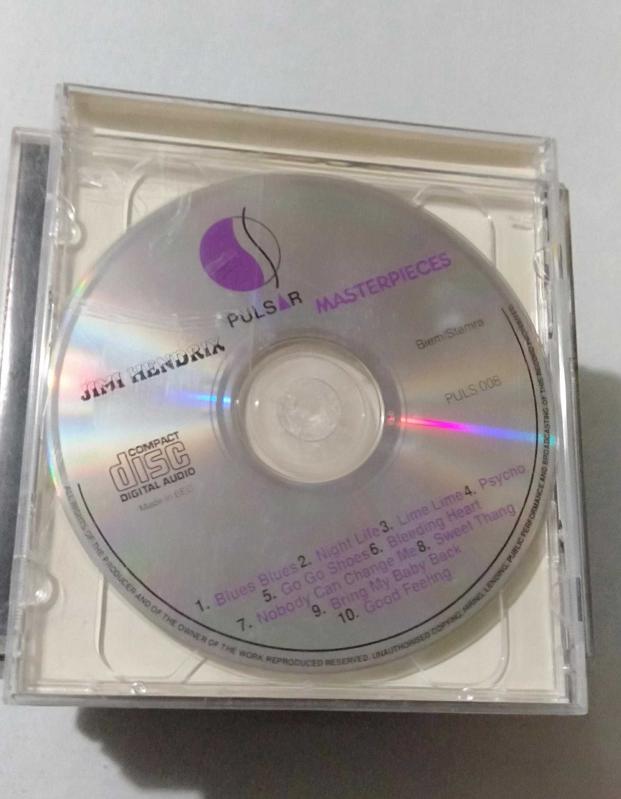 PULSAR MASTERPIECES
JIMI HENDRIX
Biem/Stemra
PULS 008
COMPACT
disc
DIGITAL AUDIO
Made in EEC
1. Blues Blues 2. Night Life 3. Lime Lime 4. Psycho
5. Go Go Shoes 6. Bleeding Heart
7. Nobody Can Change Me 8. Sweet Thang
9. Bring My Baby Back
10. Good Feeling
ALL RIGHTS OF THE PRODUCER AND OF THE OWNER OF THE WORK REPRODUCED RESERVED. UNAUTHORISED COPYING, HIRING, LENDING, PUBLIC PERFORMANCE AND BROADCASTING OF THIS RECORD PROHIBITED.